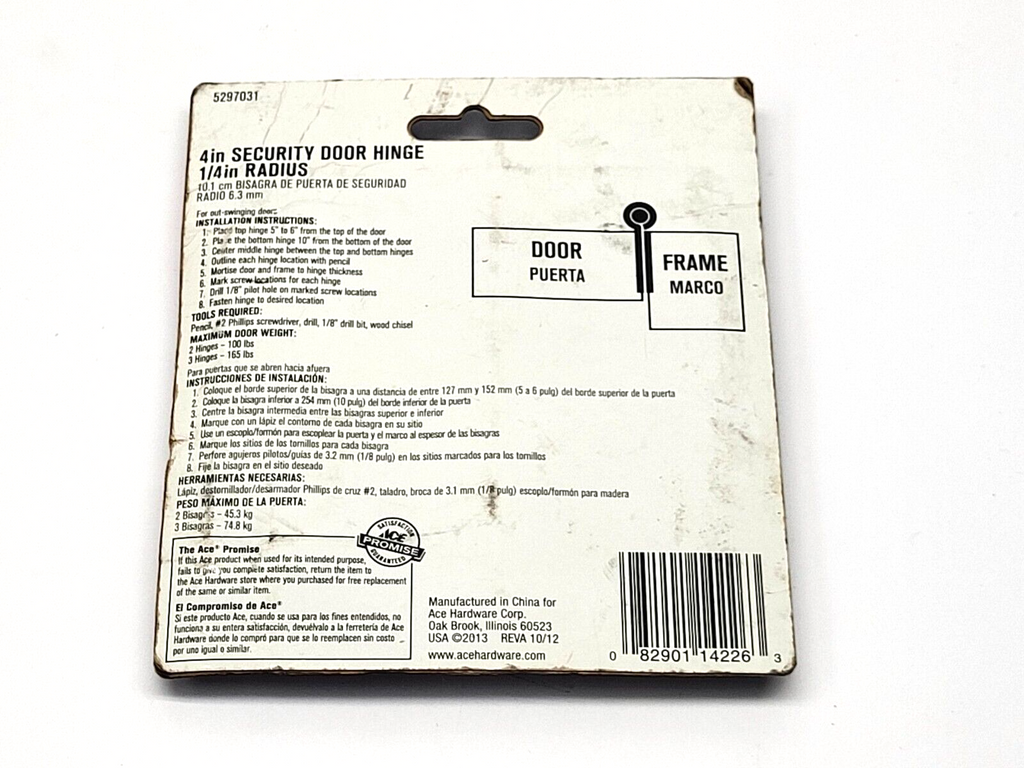 5297031
4in SECURITY DOOR HINGE
1/4in RADIUS
10.1 cm BISAGRA DE PUERTA DE SEGURIDAD
RADIO 6.3 mm
For out-swinging doors
INSTALLATION INSTRUCTIONS:
1. Place top hinge 5" to 6" from the top of the door
2. Place the bottom hinge 10" from the bottom of the door
3. Center middle hinge between the top and bottom hinges
4. Outline each hinge location with pencil
5. Mortise door and frame to hinge thickness
6. Mark screw locations for each hinge
7. Drill 1/8" pilot hole on marked screw locations
8. Fasten hinge to desired location
TOOLS REQUIRED:
Pencil, #2 Phillips screwdriver, drill, 1/8" drill bit, wood chisel
MAXIMUM DOOR WEIGHT:
2 Hinges – 100 lbs
3 Hinges – 165 lbs
DOOR
PUERTA
FRAME
MARCO
Para puertas que se abren hacia afuera
INSTRUCCIONES DE INSTALACIÓN:
1. Coloque el borde superior de la bisagra a una distancia de entre 127 mm y 152 mm (5 a 6 pulg) del borde superior de la puerta
2. Coloque la bisagra inferior a 254 mm (10 pulg) del borde inferior de la puerta
3. Centre la bisagra intermedia entre las bisagras superior e inferior
4. Marque con un lápiz el contorno de cada bisagra en su sitio
5. Use un escoplo/formón para escoplear la puerta y el marco al espesor de las bisagras
6. Marque los sitios de los tornillos para cada bisagra
7. Perfore agujeros pilotos/guías de 3.2 mm (1/8 pulg) en los sitios marcados para los tornillos
8. Fije la bisagra en el sitio deseado
HERRAMIENTAS NECESARIAS:
Lápiz, destornillador/desarmador Phillips de cruz #2, taladro, broca de 3.1 mm (1/8 pulg) escoplo/formón para madera
PESO MÁXIMO DE LA PUERTA:
2 Bisagras – 45.3 kg
3 Bisagras – 74.8 kg
SATISFACTION
ACE
PROMISE
GUARANTEED
The Ace® Promise
If this Ace product when used for its intended purpose,
fails to give you complete satisfaction, return the item to
the Ace Hardware store where you purchased for free replacement
of the same or similar item.
El Compromiso de Ace®
Si este producto Ace, cuando se usa para los fines entendidos, no
funciona a su entera satisfacción, devuélvalo a la ferretería de Ace
Hardware donde lo compró para que se lo reemplacen sin costo
por uno igual o similar.
Manufactured in China for
Ace Hardware Corp.
Oak Brook, Illinois 60523
USA ©2013 REVA 10/12
www.acehardware.com
0 82901 14226 3